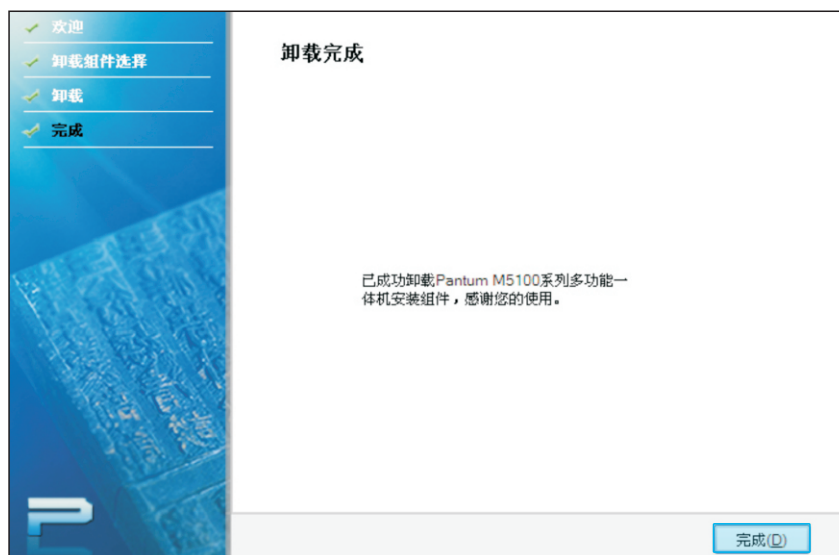 欢迎
卸载组件选择
卸载
完成
卸载完成
已成功卸载Pantum M5100系列多功能一
体机安装组件，感谢您的使用。
完成(D)